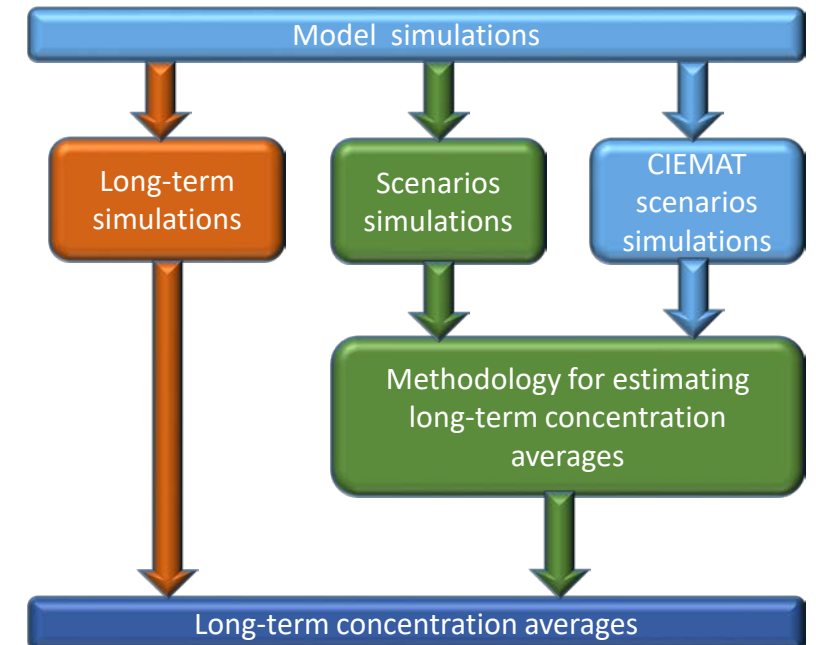 Model simulations
Long-term
simulations
Scenarios
simulations
CIEMAT
scenarios
simulations
Methodology for estimating
long-term concentration
averages
Long-term concentration averages